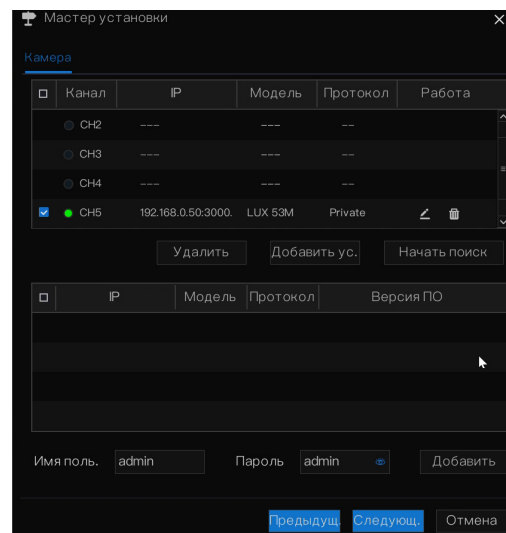 Мастер установки
Камера
Канал IP Модель Протокол Работа
CH2 --- --- --
CH3 --- --- --
CH4 --- --- --
CH5 192.168.0.50:3000. LUX 53M Private
Удалить Добавить ус. Начать поиск
IP Модель Протокол Версия ПО
Имя поль. admin Пароль admin Добавить
Предыдущ. Следующ. Отмена